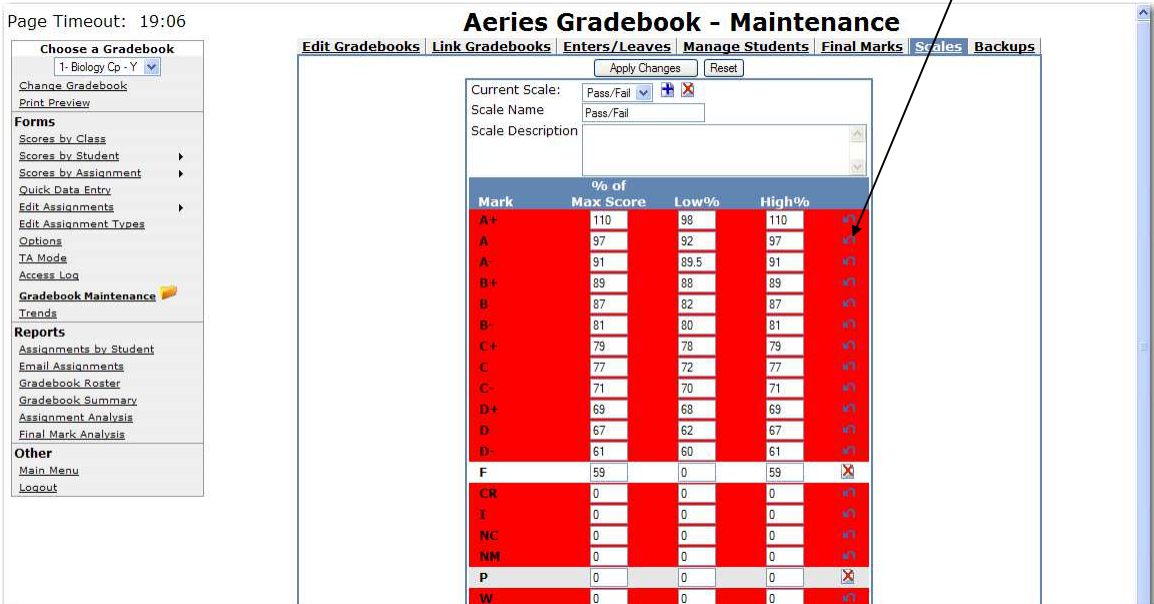 Page Timeout: 19:06
Aeries Gradebook - Maintenance
Choose a Gradebook
1- Biology Cp - Y
Change Gradebook
Print Preview
Forms
Scores by Class
Scores by Student
Scores by Assignment
Quick Data Entry
Edit Assignments
Edit Assignment Types
Options
TA Mode
Access Log
Gradebook Maintenance
Trends
Reports
Assignments by Student
Email Assignments
Gradebook Roster
Gradebook Summary
Assignment Analysis
Final Mark Analysis
Other
Main Menu
Logout
Edit Gradebooks Link Gradebooks Enters/Leaves Manage Students Final Marks Scales Backups
Apply Changes Reset
Current Scale: Pass/Fail
Scale Name Pass/Fail
Scale Description
% of
Mark Max Score Low% High%
A+ 110 98 110
A 97 92 97
A- 91 89.5 91
B+ 89 88 89
B 87 82 87
B- 81 80 81
C+ 79 78 79
C 77 72 77
C- 71 70 71
D+ 69 68 69
D 67 62 67
D- 61 60 61
F 59 0 59
CR 0 0 0
I 0 0 0
NC 0 0 0
NM 0 0 0
P 0 0 0
W 0 0 0